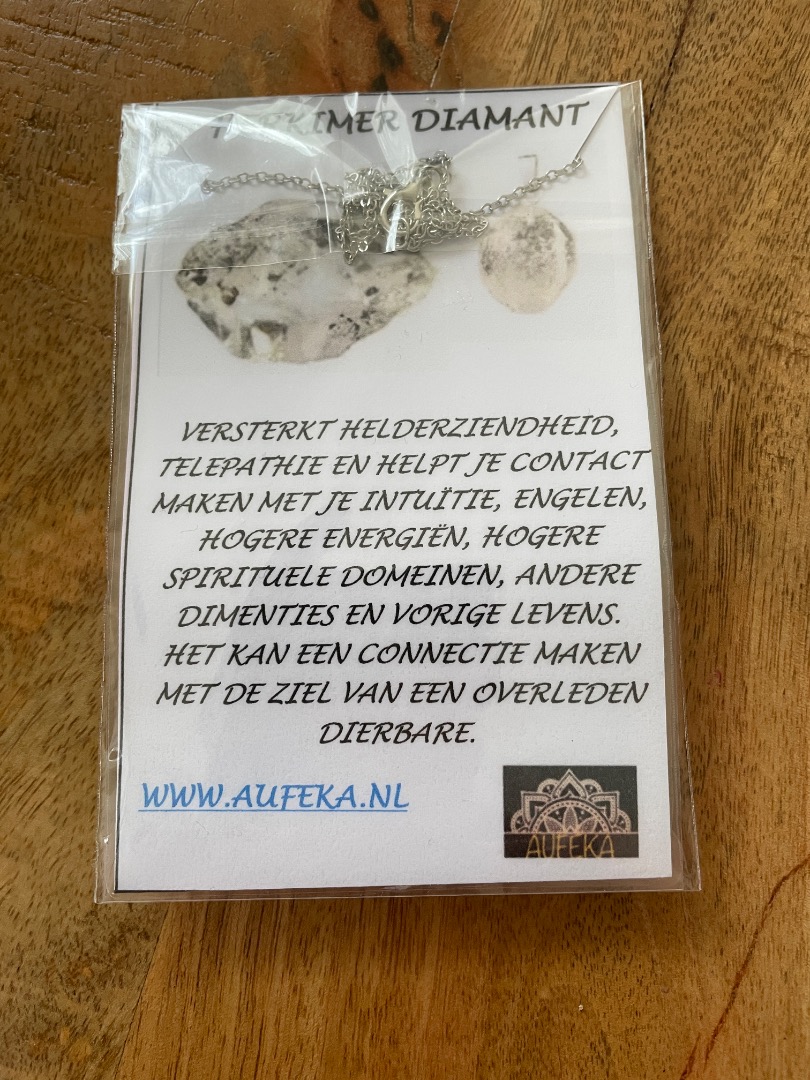 HERKIMER DIAMANT
VERSTERKT HELDERZIENDHEID,
TELEPATHIE EN HELPT JE CONTACT
MAKEN MET JE INTUÏTIE, ENGELEN,
HOGERE ENERGIËN, HOGERE
SPIRITUELE DOMEINEN, ANDERE
DIMENTIES EN VORIGE LEVENS.
HET KAN EEN CONNECTIE MAKEN
MET DE ZIEL VAN EEN OVERLEDEN
DIERBARE.
WWW.AUFEKA.NL
AUFEKA